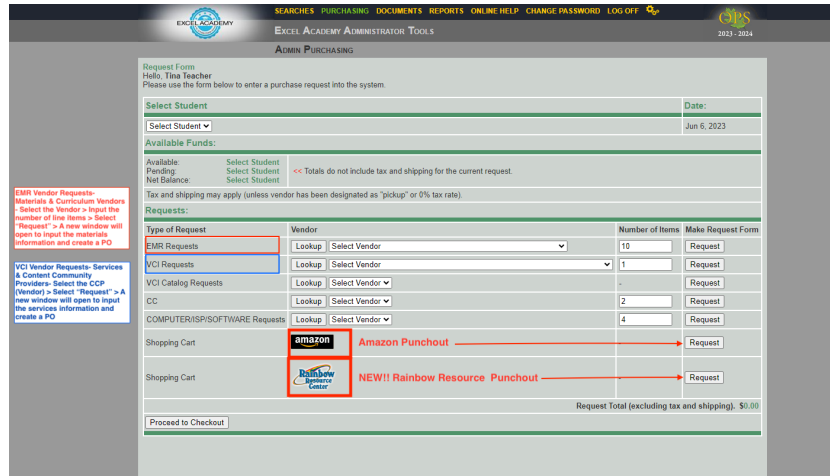 SEARCHES PURCHASING DOCUMENTS REPORTS ONLINE HELP CHANGE PASSWORD LOG OFF
EXCEL ACADEMY
OPS
EXCEL ACADEMY ADMINISTRATOR TOOLS
2023 - 2024
ADMIN PURCHASING
Request Form
Hello, Tina Teacher
Please use the form below to enter a purchase request into the system.
Select Student Date:
Select Student Jun 6, 2023
Available Funds:
Available: Select Student
Pending: Select Student << Totals do not include tax and shipping for the current request.
Net Balance: Select Student
Tax and shipping may apply (unless vendor has been designated as "pickup" or 0% tax rate).
Requests:
EMR Vendor Requests-
Materials & Curriculum Vendors
- Select the Vendor > Input the
number of line items > Select
"Request" > A new window will
open to input the materials
information and create a PO
Type of Request Vendor Number of Items Make Request Form
EMR Requests Lookup Select Vendor 10 Request
VCI Requests Lookup Select Vendor 1 Request
VCI Vendor Requests- Services
& Content Community
Providers- Select the CCP
(Vendor) > Select "Request" > A
new window will open to input
the services information and
create a PO
VCI Catalog Requests Lookup Select Vendor - Request
CC Lookup Select Vendor 2 Request
COMPUTER/ISP/SOFTWARE Requests Lookup Select Vendor 4 Request
Shopping Cart amazon Amazon Punchout Request
Shopping Cart Rainbow Resource Center NEW!! Rainbow Resource Punchout Request
Request Total (excluding tax and shipping). $0.00
Proceed to Checkout